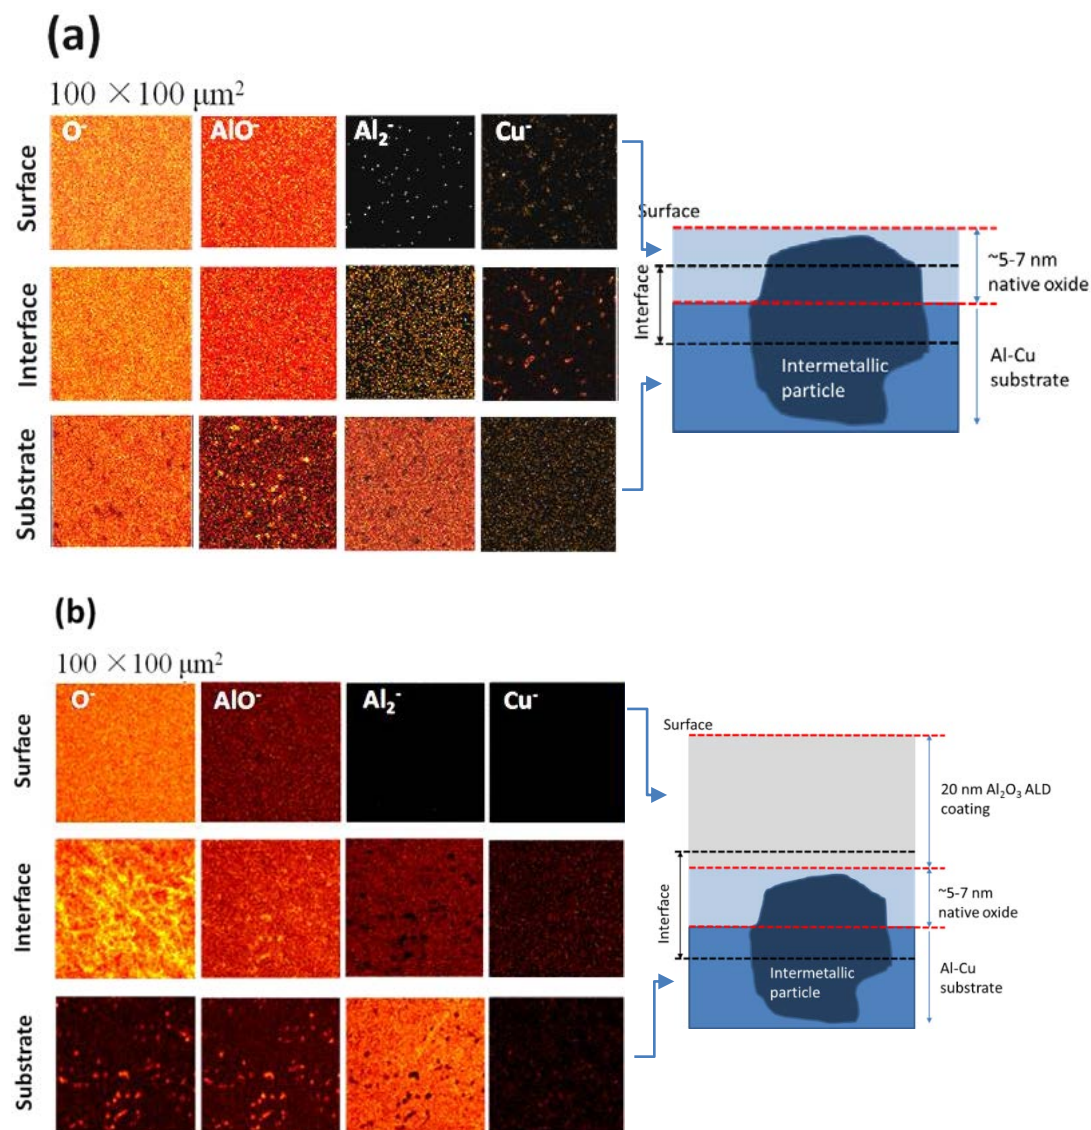 (a)
100 × 100 μm²
O⁻ AlO⁻ Al₂⁻ Cu⁻
Surface
Interface
Substrate
Surface
Interface
~5-7 nm
native oxide
Intermetallic
particle
Al-Cu
substrate
(b)
100 × 100 μm²
O⁻ AlO⁻ Al₂⁻ Cu⁻
Surface
Interface
Substrate
Surface
20 nm Al₂O₃ ALD
coating
Interface
~5-7 nm
native oxide
Intermetallic
particle
Al-Cu
substrate